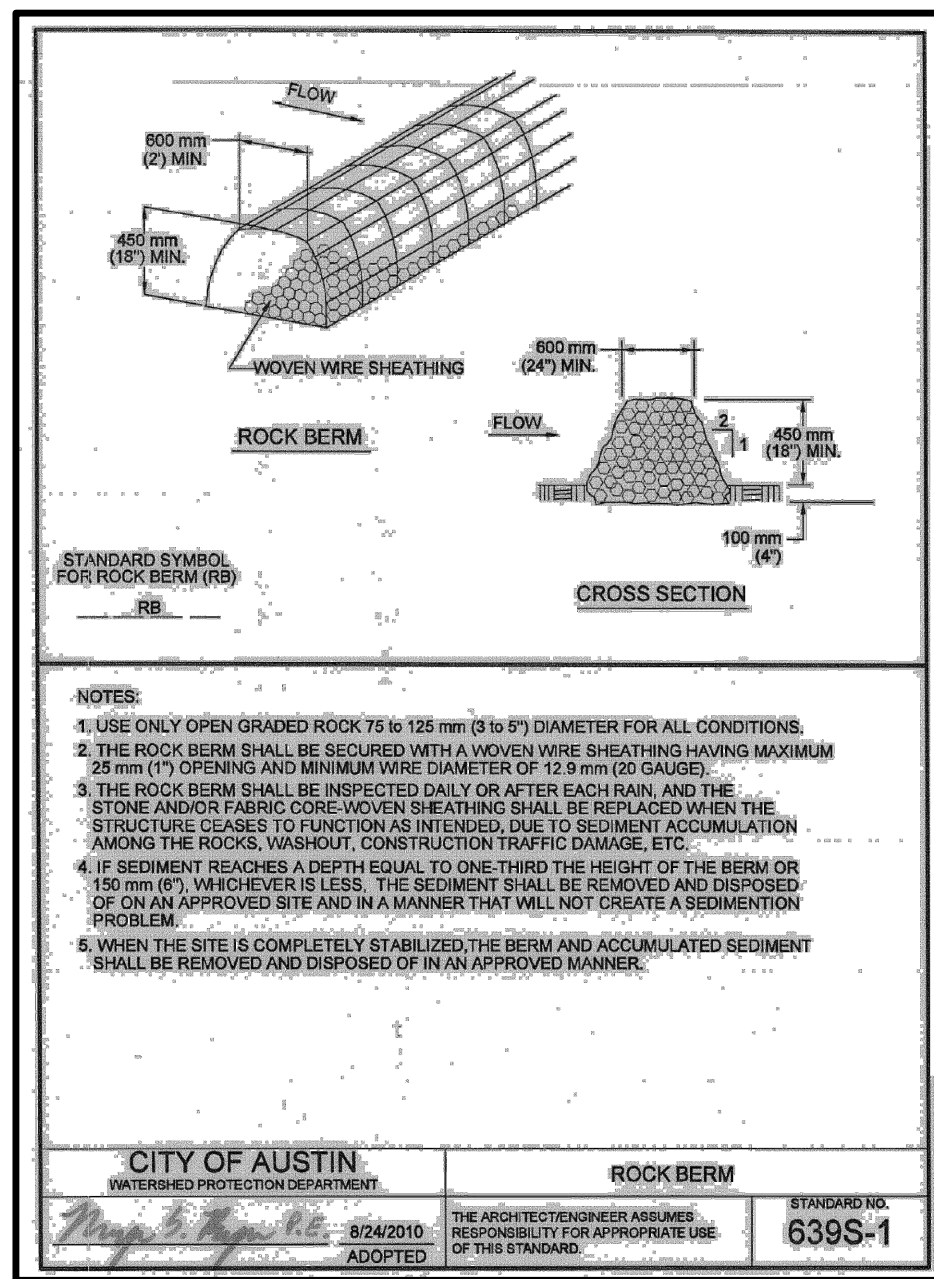 FLOW
600 mm
(2') MIN.
450 mm
(18") MIN.
WOVEN WIRE SHEATHING
ROCK BERM
600 mm
(24") MIN.
FLOW
2
1
450 mm
(18") MIN.
100 mm
(4")
CROSS SECTION
STANDARD SYMBOL
FOR ROCK BERM (RB)
RB
NOTES:
1. USE ONLY OPEN GRADED ROCK 75 to 125 mm (3 to 5") DIAMETER FOR ALL CONDITIONS.
2. THE ROCK BERM SHALL BE SECURED WITH A WOVEN WIRE SHEATHING HAVING MAXIMUM
25 mm (1") OPENING AND MINIMUM WIRE DIAMETER OF 12.9 mm (20 GAUGE).
3. THE ROCK BERM SHALL BE INSPECTED DAILY OR AFTER EACH RAIN, AND THE
STONE AND/OR FABRIC CORE-WOVEN SHEATHING SHALL BE REPLACED WHEN THE
STRUCTURE CEASES TO FUNCTION AS INTENDED, DUE TO SEDIMENT ACCUMULATION
AMONG THE ROCKS, WASHOUT, CONSTRUCTION TRAFFIC DAMAGE, ETC.
4. IF SEDIMENT REACHES A DEPTH EQUAL TO ONE-THIRD THE HEIGHT OF THE BERM OR
150 mm (6"), WHICHEVER IS LESS, THE SEDIMENT SHALL BE REMOVED AND DISPOSED
OF ON AN APPROVED SITE AND IN A MANNER THAT WILL NOT CREATE A SEDIMENTION
PROBLEM.
5. WHEN THE SITE IS COMPLETELY STABILIZED,THE BERM AND ACCUMULATED SEDIMENT
SHALL BE REMOVED AND DISPOSED OF IN AN APPROVED MANNER.
CITY OF AUSTIN
WATERSHED PROTECTION DEPARTMENT
ROCK BERM
P.E.
8/24/2010
ADOPTED
THE ARCHITECT/ENGINEER ASSUMES
RESPONSIBILITY FOR APPROPRIATE USE
OF THIS STANDARD.
STANDARD NO.
639S-1